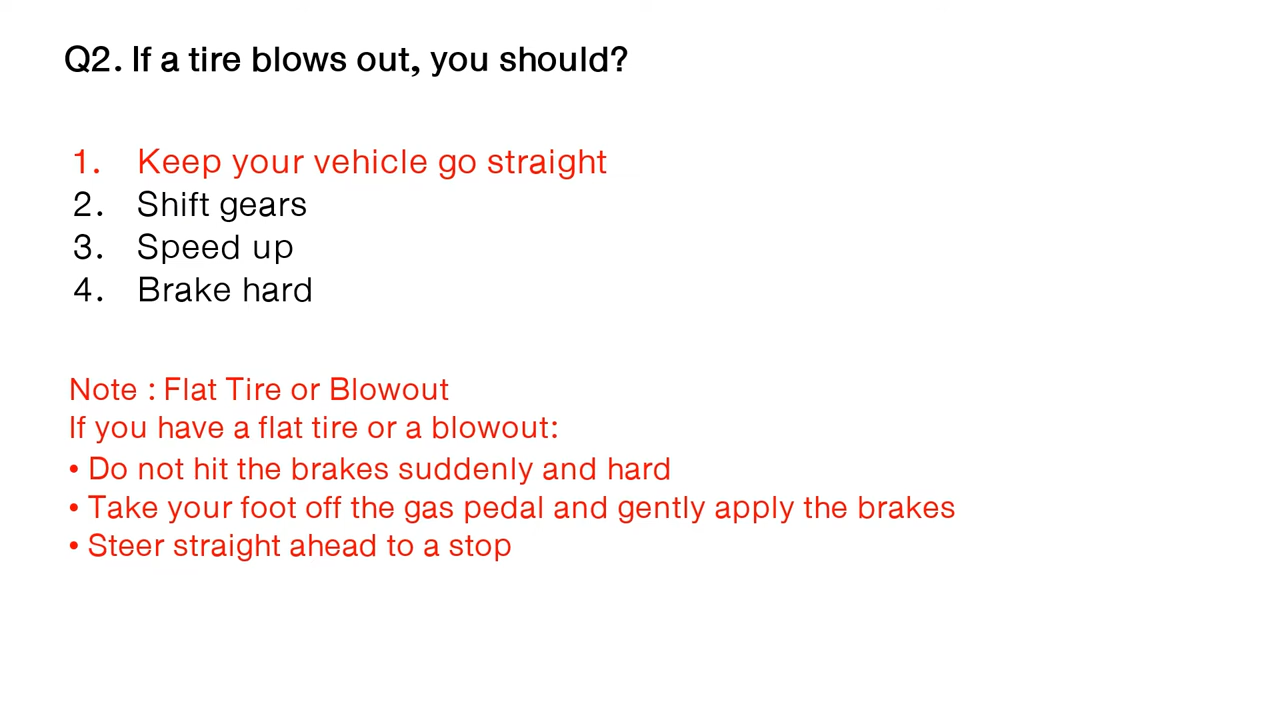 Q2. If a tire blows out, you should?
1. Keep your vehicle go straight
2. Shift gears
3. Speed up
4. Brake hard
Note : Flat Tire or Blowout
If you have a flat tire or a blowout:
• Do not hit the brakes suddenly and hard
• Take your foot off the gas pedal and gently apply the brakes
• Steer straight ahead to a stop